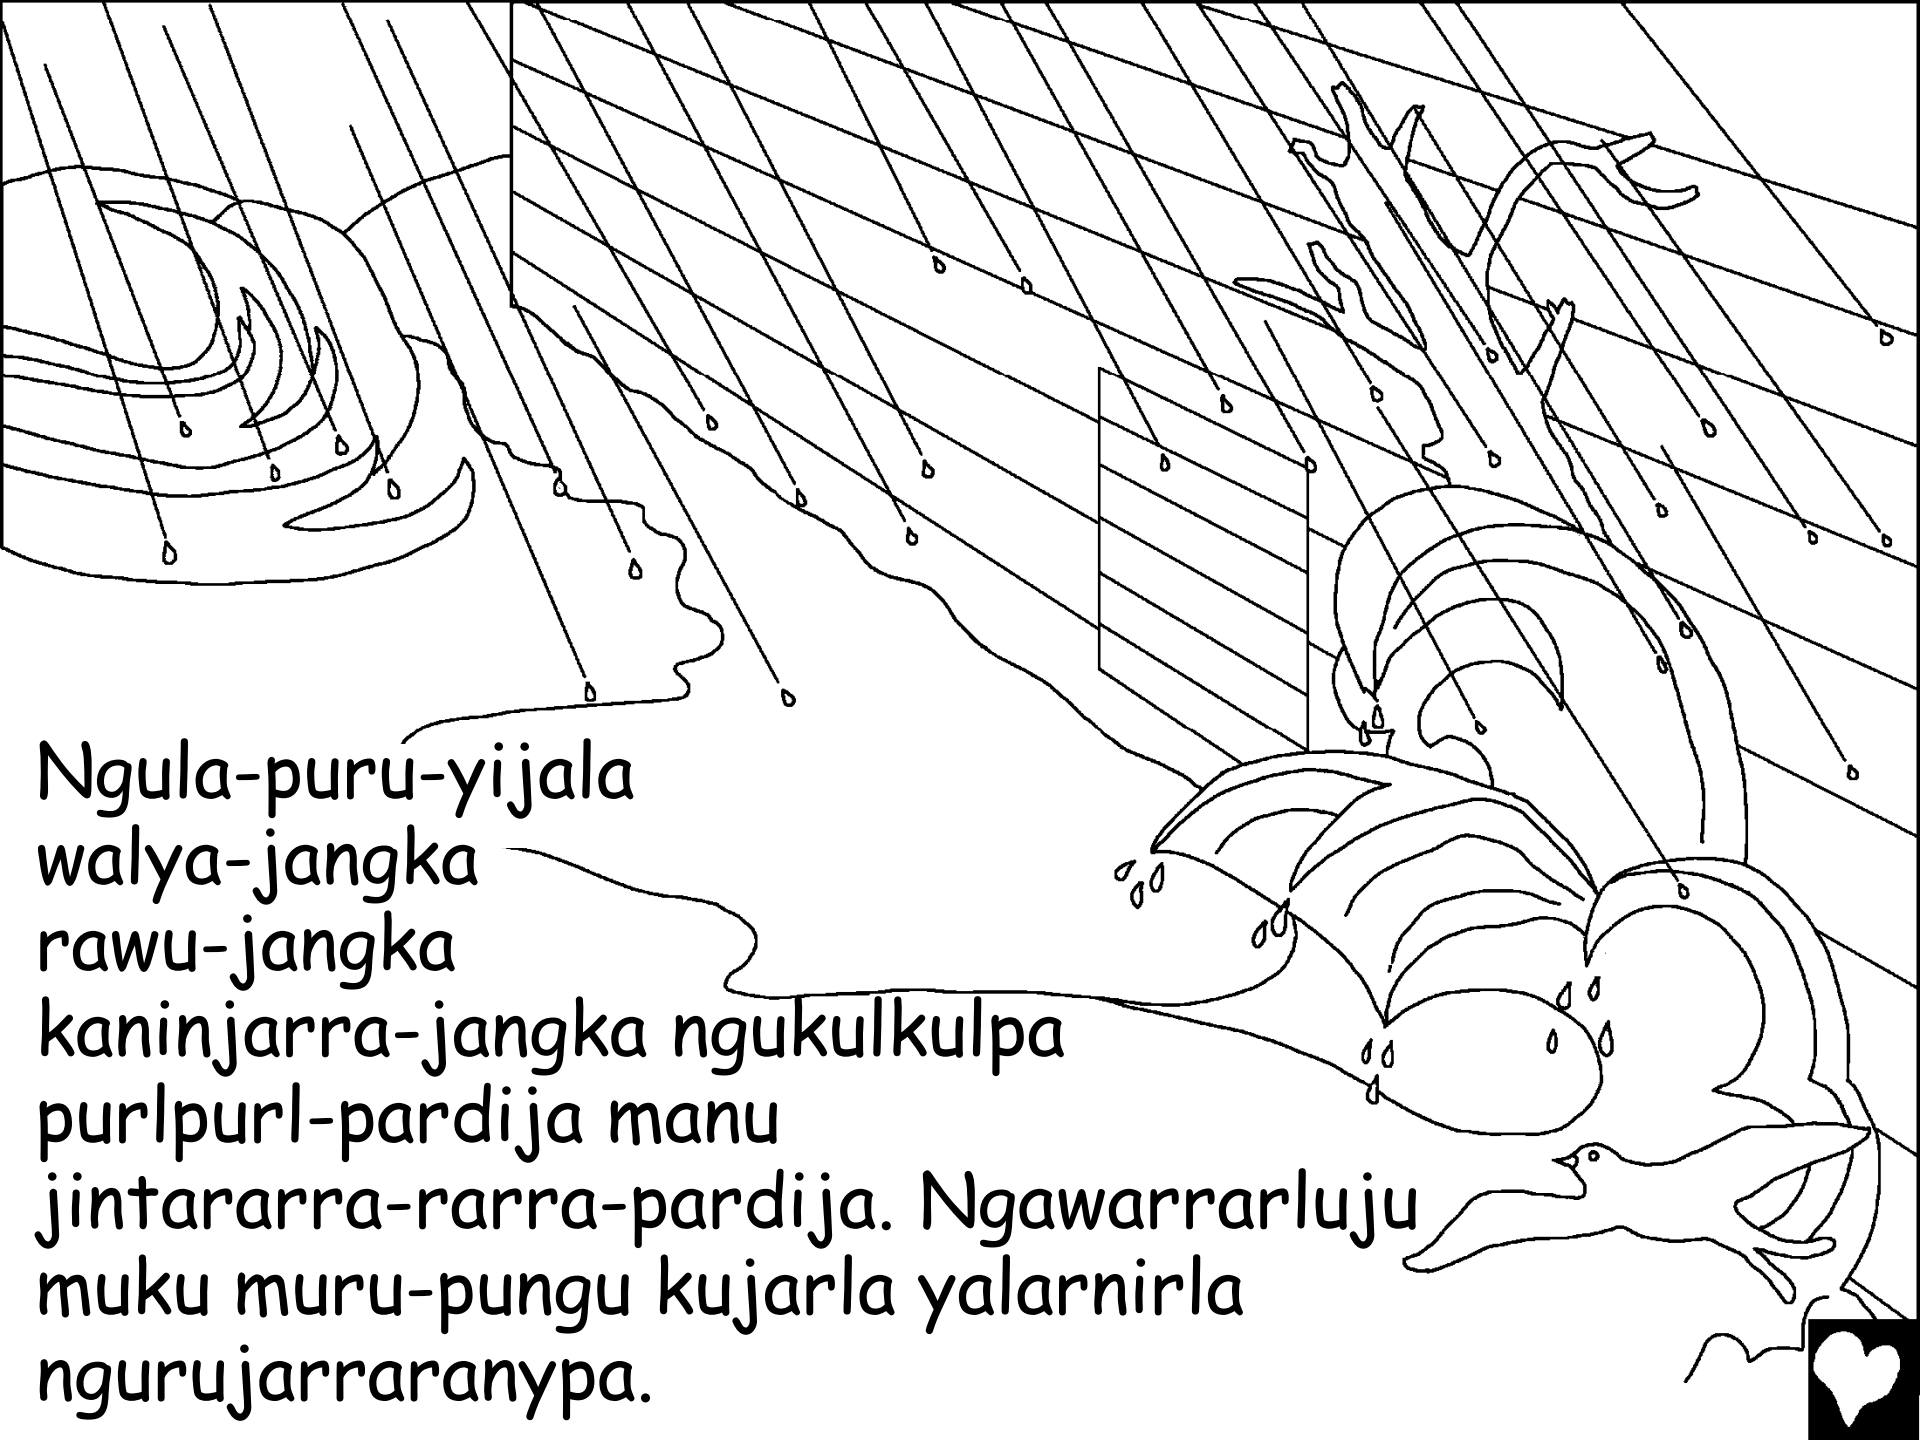 Ngula-puru-yijala
walya-jangka
rawu-jangka
kaninjarra-jangka ngukulkulpa
purlpurl-pardija manu
jintararra-rarra-pardija. Ngawarrarluju
muku muru-pungu kujarla yalarnirla
ngurujarraranypa.